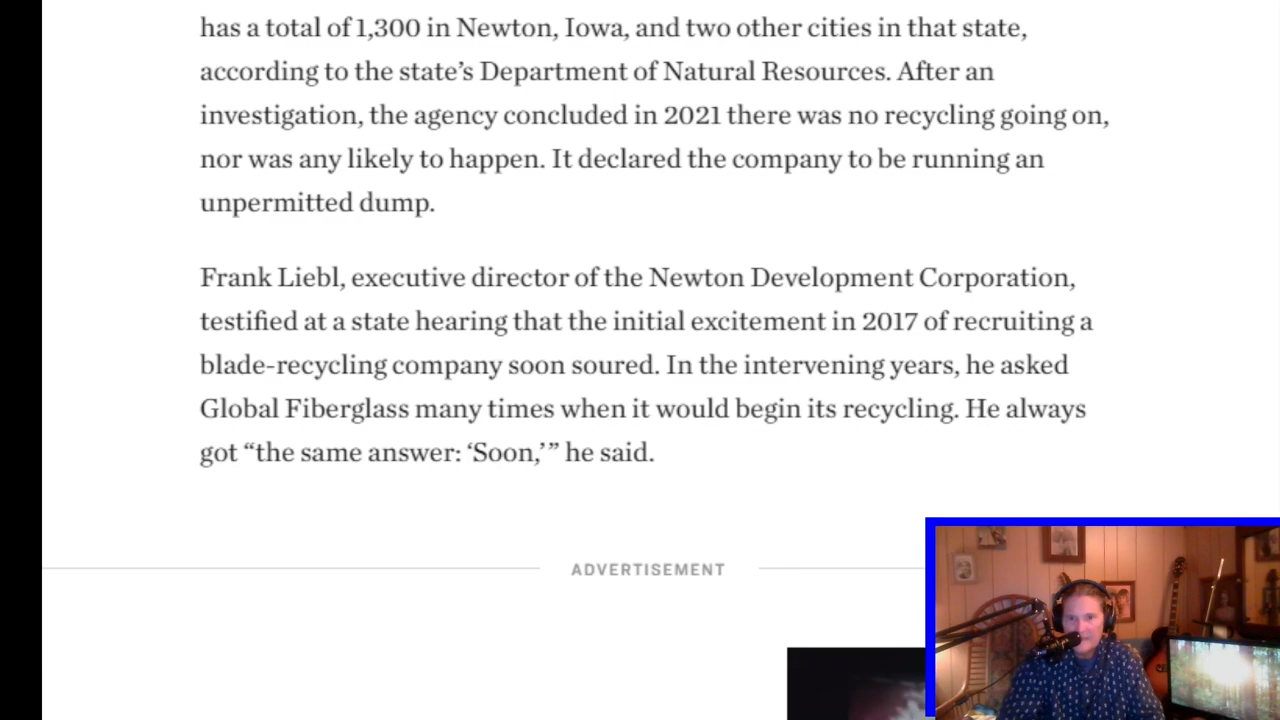 has a total of 1,300 in Newton, Iowa, and two other cities in that state,
according to the state’s Department of Natural Resources. After an
investigation, the agency concluded in 2021 there was no recycling going on,
nor was any likely to happen. It declared the company to be running an
unpermitted dump.
Frank Liebl, executive director of the Newton Development Corporation,
testified at a state hearing that the initial excitement in 2017 of recruiting a
blade-recycling company soon soured. In the intervening years, he asked
Global Fiberglass many times when it would begin its recycling. He always
got “the same answer: ‘Soon,’” he said.
ADVERTISEMENT